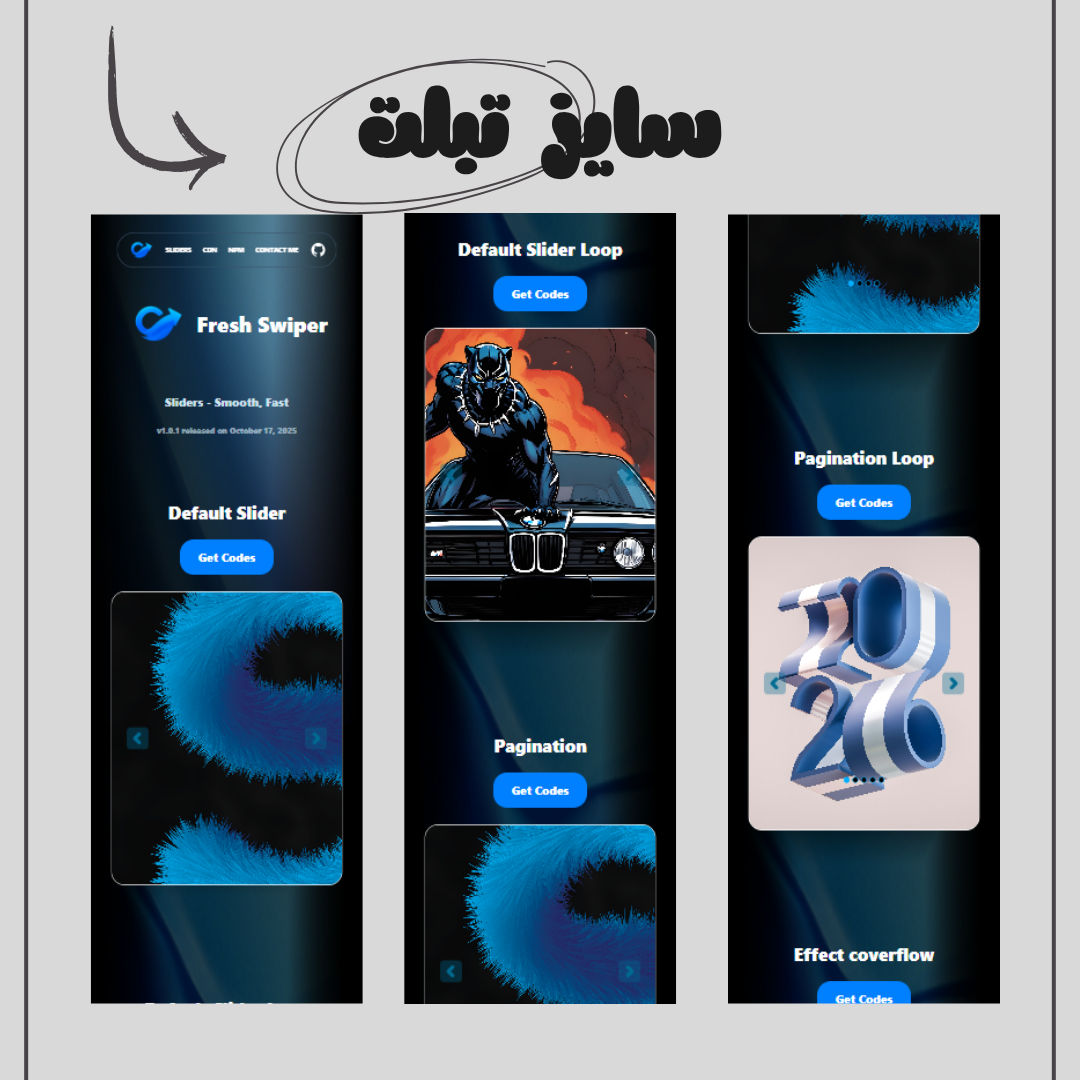 سايز تبلت
SLIDERS CDN NPM CONTACT ME
Fresh Swiper
Sliders - Smooth, Fast
v1.0.1 released on October 17, 2025
Default Slider
Get Codes
Default Slider Loop
Get Codes
Pagination
Get Codes
Pagination Loop
Get Codes
2026
Effect coverflow
Get Codes